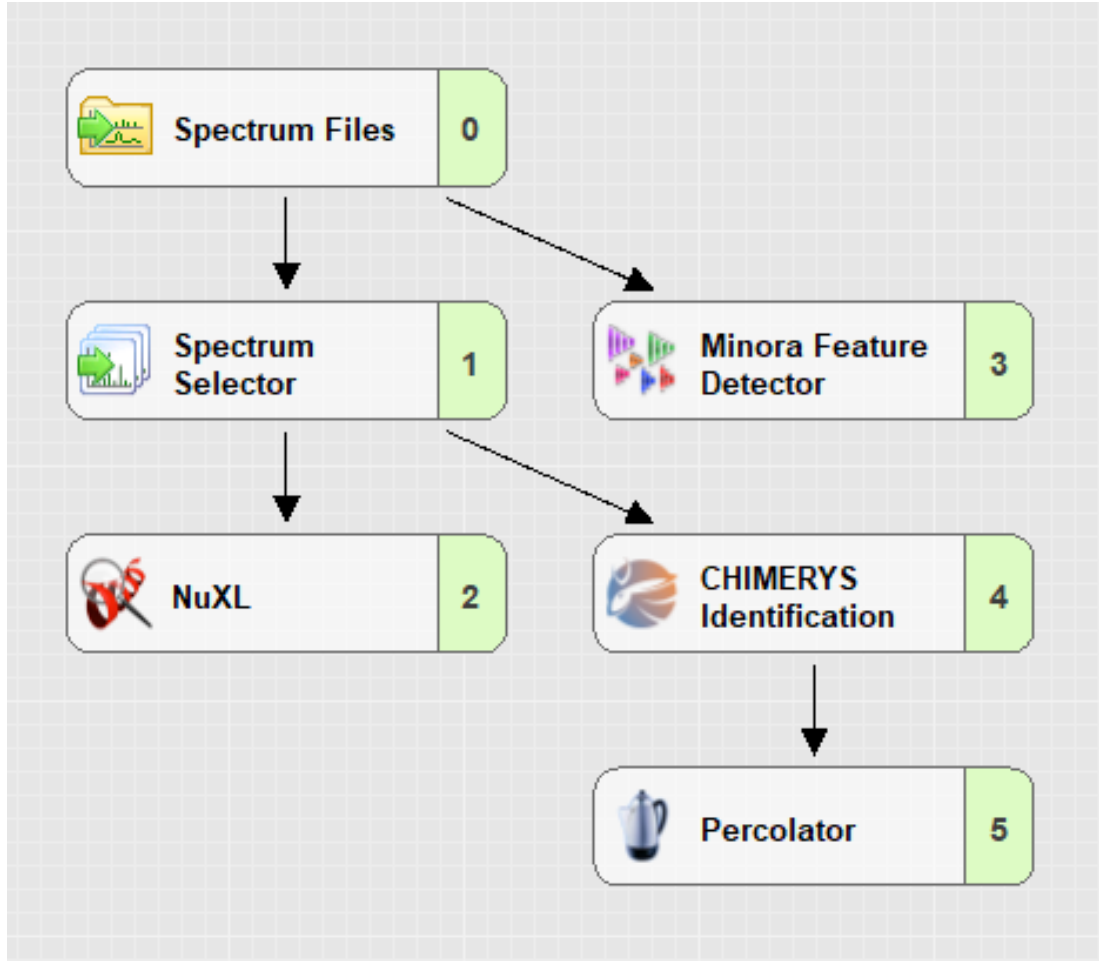 Spectrum Files 0
Spectrum
Selector
1
Minora Feature
Detector
3
NuXL 2
CHIMERYS
Identification
4
Percolator 5